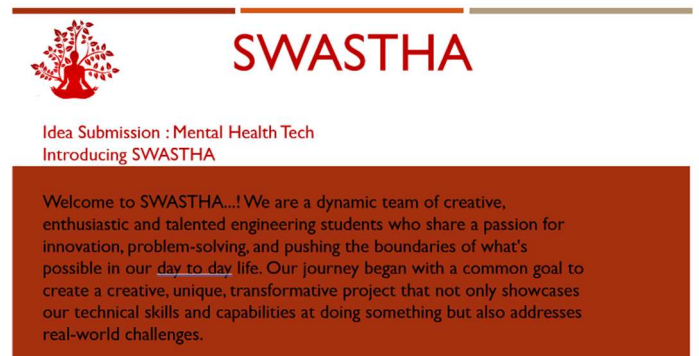 SWASTHA
Idea Submission : Mental Health Tech
Introducing SWASTHA
Welcome to SWASTHA...! We are a dynamic team of creative,
enthusiastic and talented engineering students who share a passion for
innovation, problem-solving, and pushing the boundaries of what's
possible in our day to day life. Our journey began with a common goal to
create a creative, unique, transformative project that not only showcases
our technical skills and capabilities at doing something but also addresses
real-world challenges.